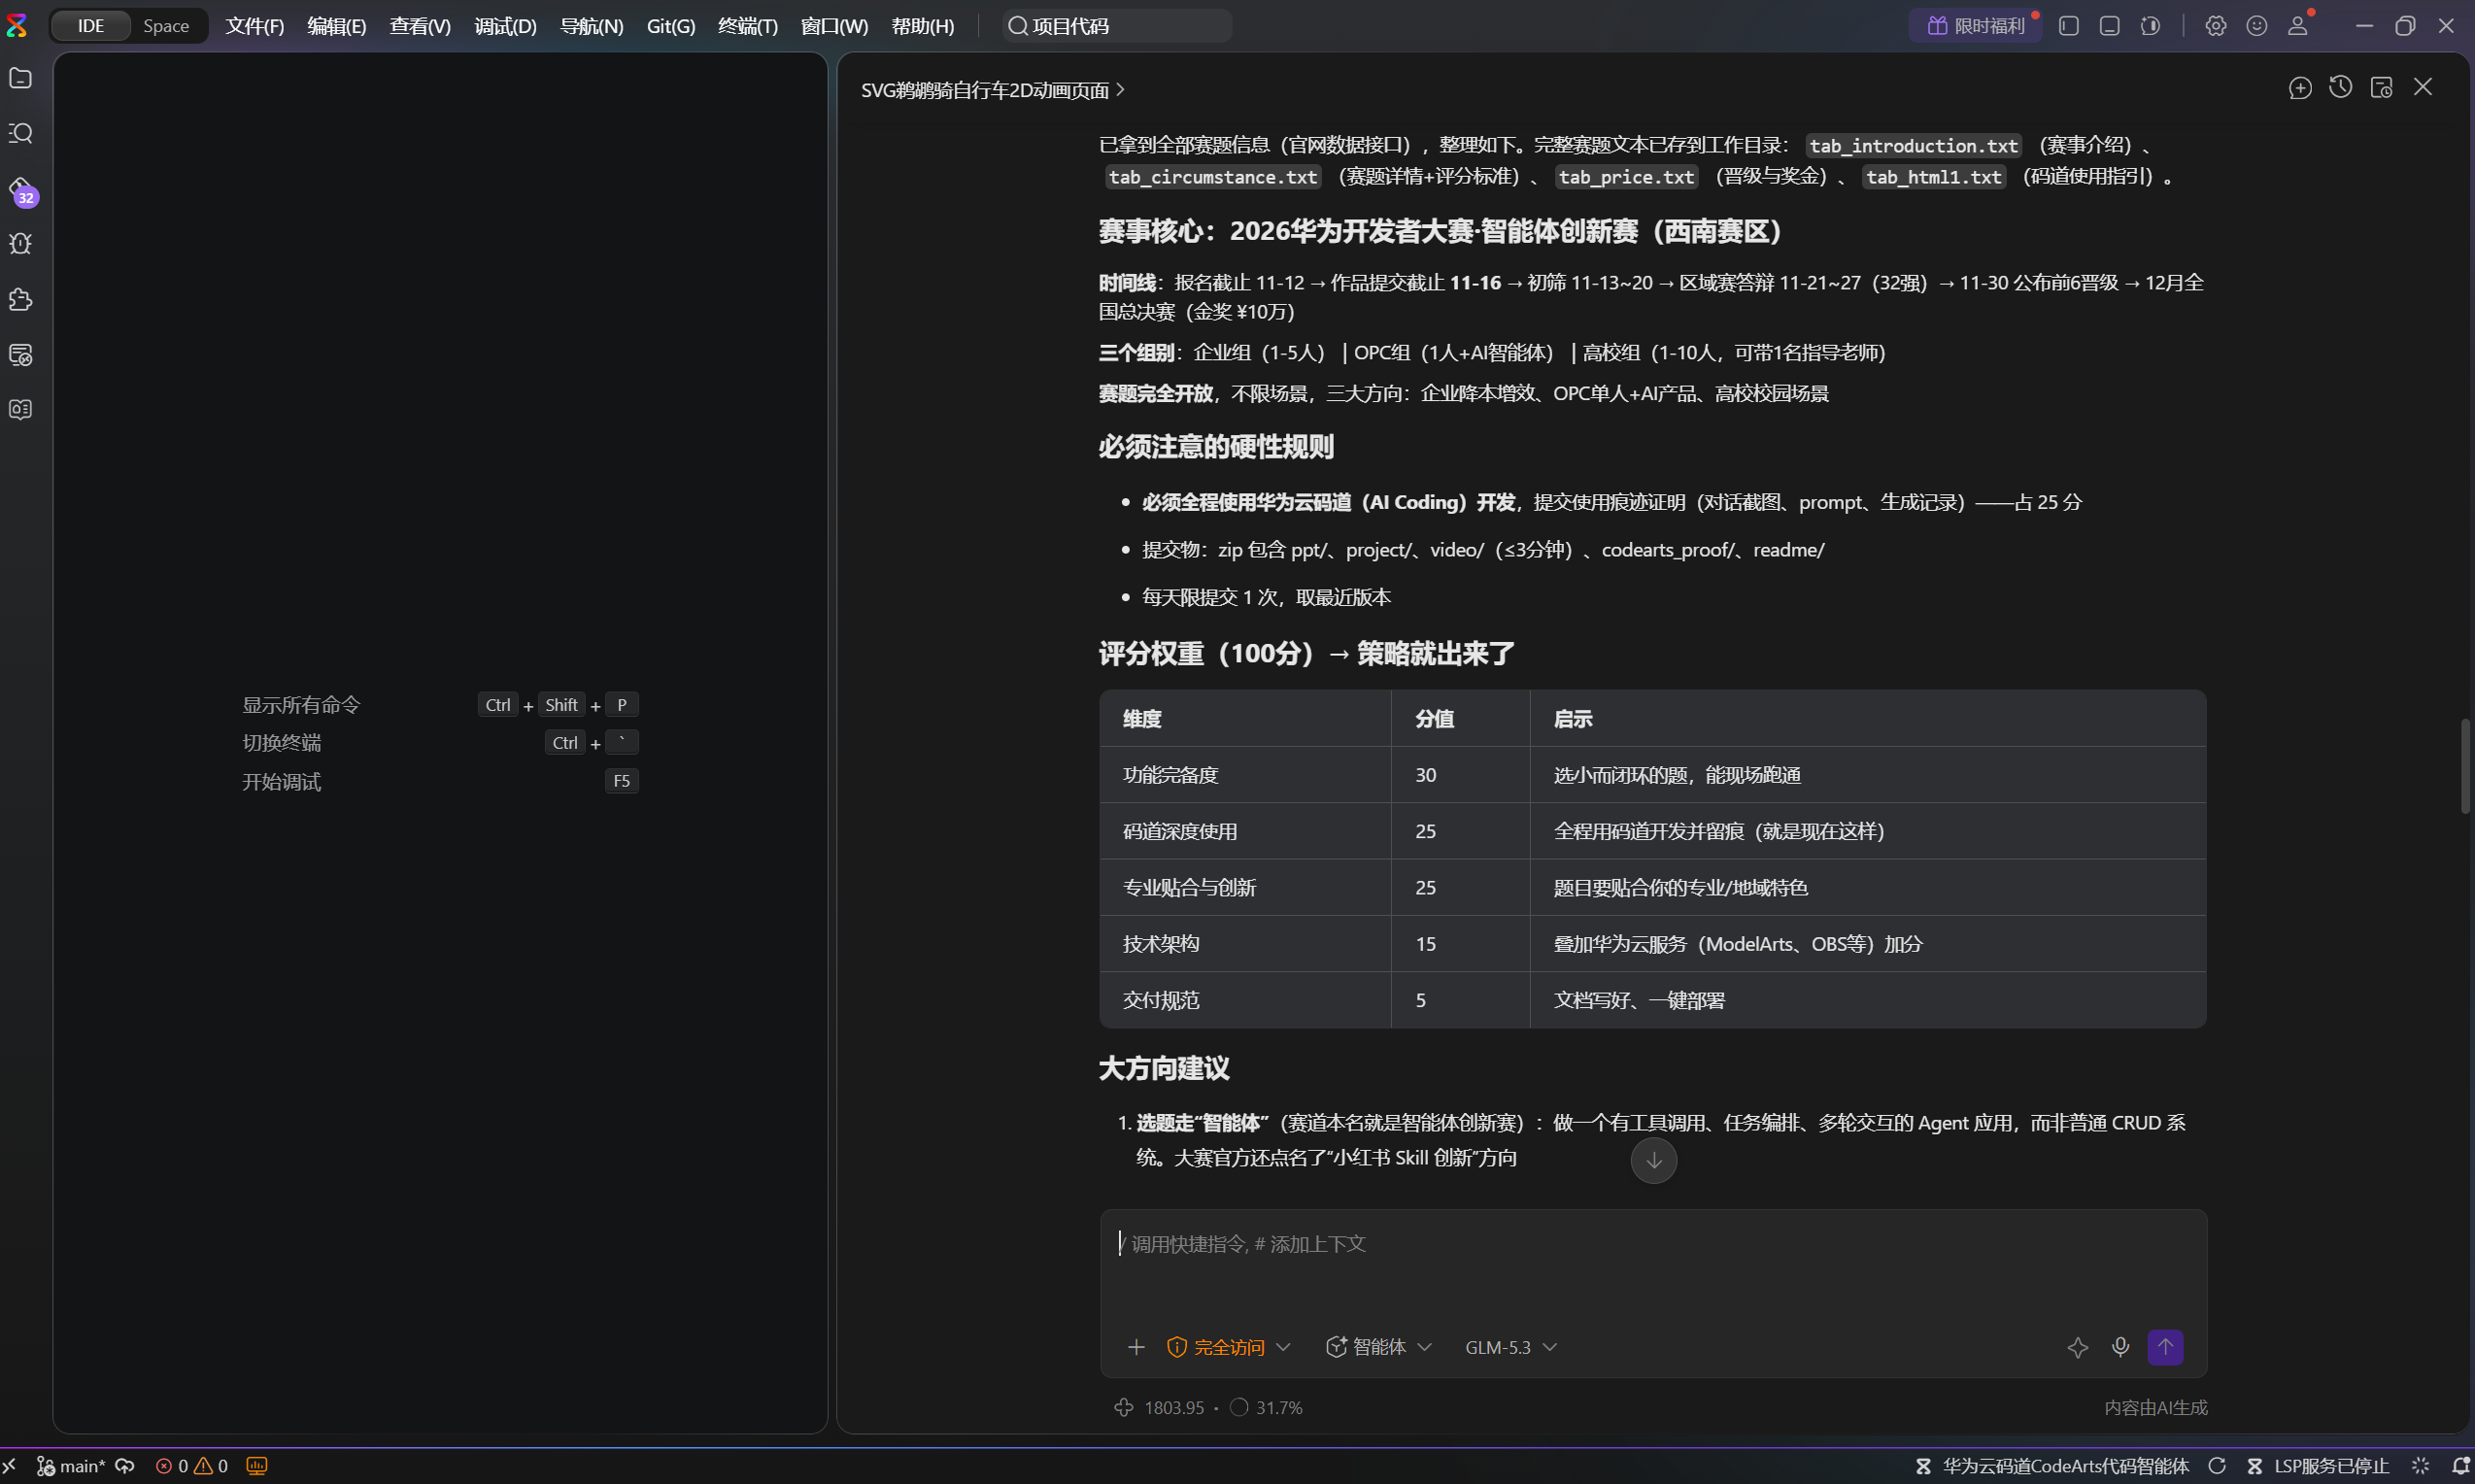 IDE Space 文件(F) 编辑(E) 查看(V) 调试(D) 导航(N) Git(G) 终端(T) 窗口(W) 帮助(H) 项目代码 限时福利
32
显示所有命令 Ctrl + Shift + P
切换终端 Ctrl + `
开始调试 F5
SVG鹈鹕骑自行车2D动画页面
已拿到全部赛题信息（官网数据接口），整理如下。完整赛题文本已存到工作目录： tab_introduction.txt （赛事介绍）、
tab_circumstance.txt （赛题详情+评分标准）、 tab_price.txt （晋级与奖金）、 tab_html1.txt （码道使用指引）。
赛事核心：2026华为开发者大赛·智能体创新赛（西南赛区）
时间线：报名截止 11-12 → 作品提交截止 11-16 → 初筛 11-13~20 → 区域赛答辩 11-21~27（32强）→ 11-30 公布前6晋级 → 12月全
国总决赛（金奖 ¥10万）
三个组别：企业组（1-5人）｜OPC组（1人+AI智能体）｜高校组（1-10人，可带1名指导老师）
赛题完全开放，不限场景，三大方向：企业降本增效、OPC单人+AI产品、高校校园场景
必须注意的硬性规则
• 必须全程使用华为云码道（AI Coding）开发，提交使用痕迹证明（对话截图、prompt、生成记录）——占 25 分
• 提交物：zip 包含 ppt/、project/、video/（≤3分钟）、codearts_proof/、readme/
• 每天限提交 1 次，取最近版本
评分权重（100分）→ 策略就出来了
维度 分值 启示
功能完备度 30 选小而闭环的题，能现场跑通
码道深度使用 25 全程用码道开发并留痕（就是现在这样）
专业贴合与创新 25 题目要贴合你的专业/地域特色
技术架构 15 叠加华为云服务（ModelArts、OBS等）加分
交付规范 5 文档写好、一键部署
大方向建议
1. 选题走“智能体”（赛道本名就是智能体创新赛）：做一个有工具调用、任务编排、多轮交互的 Agent 应用，而非普通 CRUD 系
统。大赛官方还点名了“小红书 Skill 创新”方向
/ 调用快捷指令, # 添加上下文
完全访问 智能体 GLM-5.3
1803.95 · 31.7% 内容由AI生成
main* 0 0 华为云码道CodeArts代码智能体 LSP服务已停止